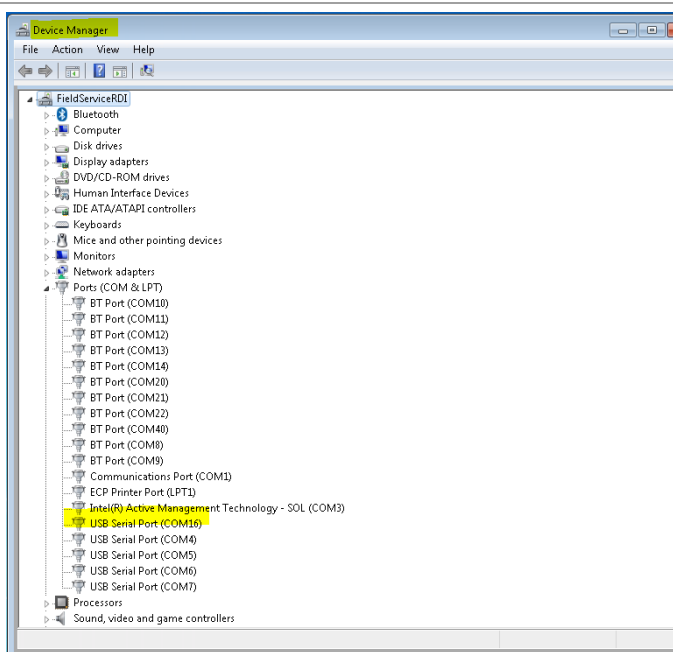 Device Manager
File Action View Help
FieldServiceRDI
Bluetooth
Computer
Disk drives
Display adapters
DVD/CD-ROM drives
Human Interface Devices
IDE ATA/ATAPI controllers
Keyboards
Mice and other pointing devices
Monitors
Network adapters
Ports (COM & LPT)
BT Port (COM10)
BT Port (COM11)
BT Port (COM12)
BT Port (COM13)
BT Port (COM14)
BT Port (COM20)
BT Port (COM21)
BT Port (COM22)
BT Port (COM40)
BT Port (COM8)
BT Port (COM9)
Communications Port (COM1)
ECP Printer Port (LPT1)
Intel(R) Active Management Technology - SOL (COM3)
USB Serial Port (COM16)
USB Serial Port (COM4)
USB Serial Port (COM5)
USB Serial Port (COM6)
USB Serial Port (COM7)
Processors
Sound, video and game controllers